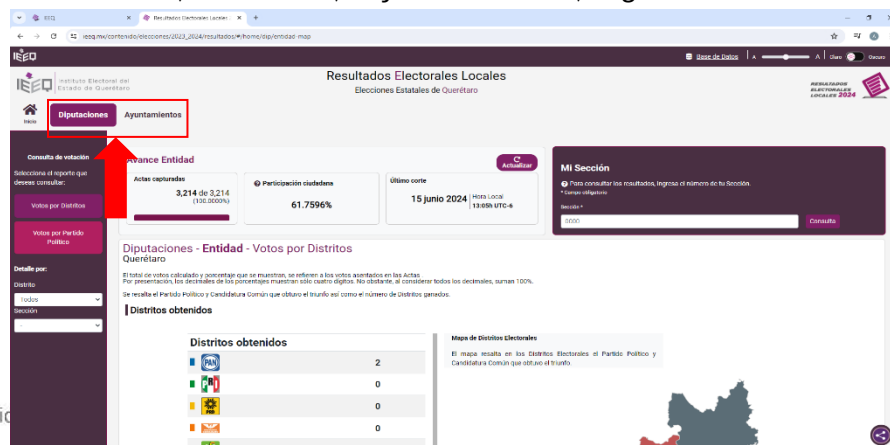 IEEQ
Resultados Electorales Locales
ieeq.mx/contenido/elecciones/2023_2024/resultados/#/home/dip/entidad-map
IEEQ
Base de Datos
A
A
Claro
Oscuro
IEEQ
Instituto Electoral del
Estado de Querétaro
Resultados Electorales Locales
Elecciones Estatales de Querétaro
RESULTADOS
ELECTORALES
LOCALES 2024
Inicio
Diputaciones
Ayuntamientos
Consulta de votación
Selecciona el reporte que
deseas consultar:
Votos por Distritos
Votos por Partido
Político
Detalle por:
Distrito
Todos
Sección
-
Avance Entidad
Actualizar
Actas capturadas
3,214 de 3,214
(100.0000%)
Participación ciudadana
61.7596%
Último corte
15 junio 2024
Hora Local
13:05h UTC-6
Mi Sección
Para consultar los resultados, ingresa el número de tu Sección.
* Campo obligatorio
Sección *
0000
Consulta
Diputaciones - Entidad - Votos por Distritos
Querétaro
El total de votos calculado y porcentaje que se muestran, se refieren a los votos asentados en las Actas.
Por presentación, los decimales de los porcentajes muestran sólo cuatro dígitos. No obstante, al considerar todos los decimales, suman 100%.
Se resalta el Partido Político y Candidatura Común que obtuvo el triunfo así como el número de Distritos ganados.
Distritos obtenidos
Distritos obtenidos
PAN
2
PRI
0
PRD
0
0
Mapa de Distritos Electorales
El mapa resalta en los Distritos Electorales el Partido Político y
Candidatura Común que obtuvo el triunfo.